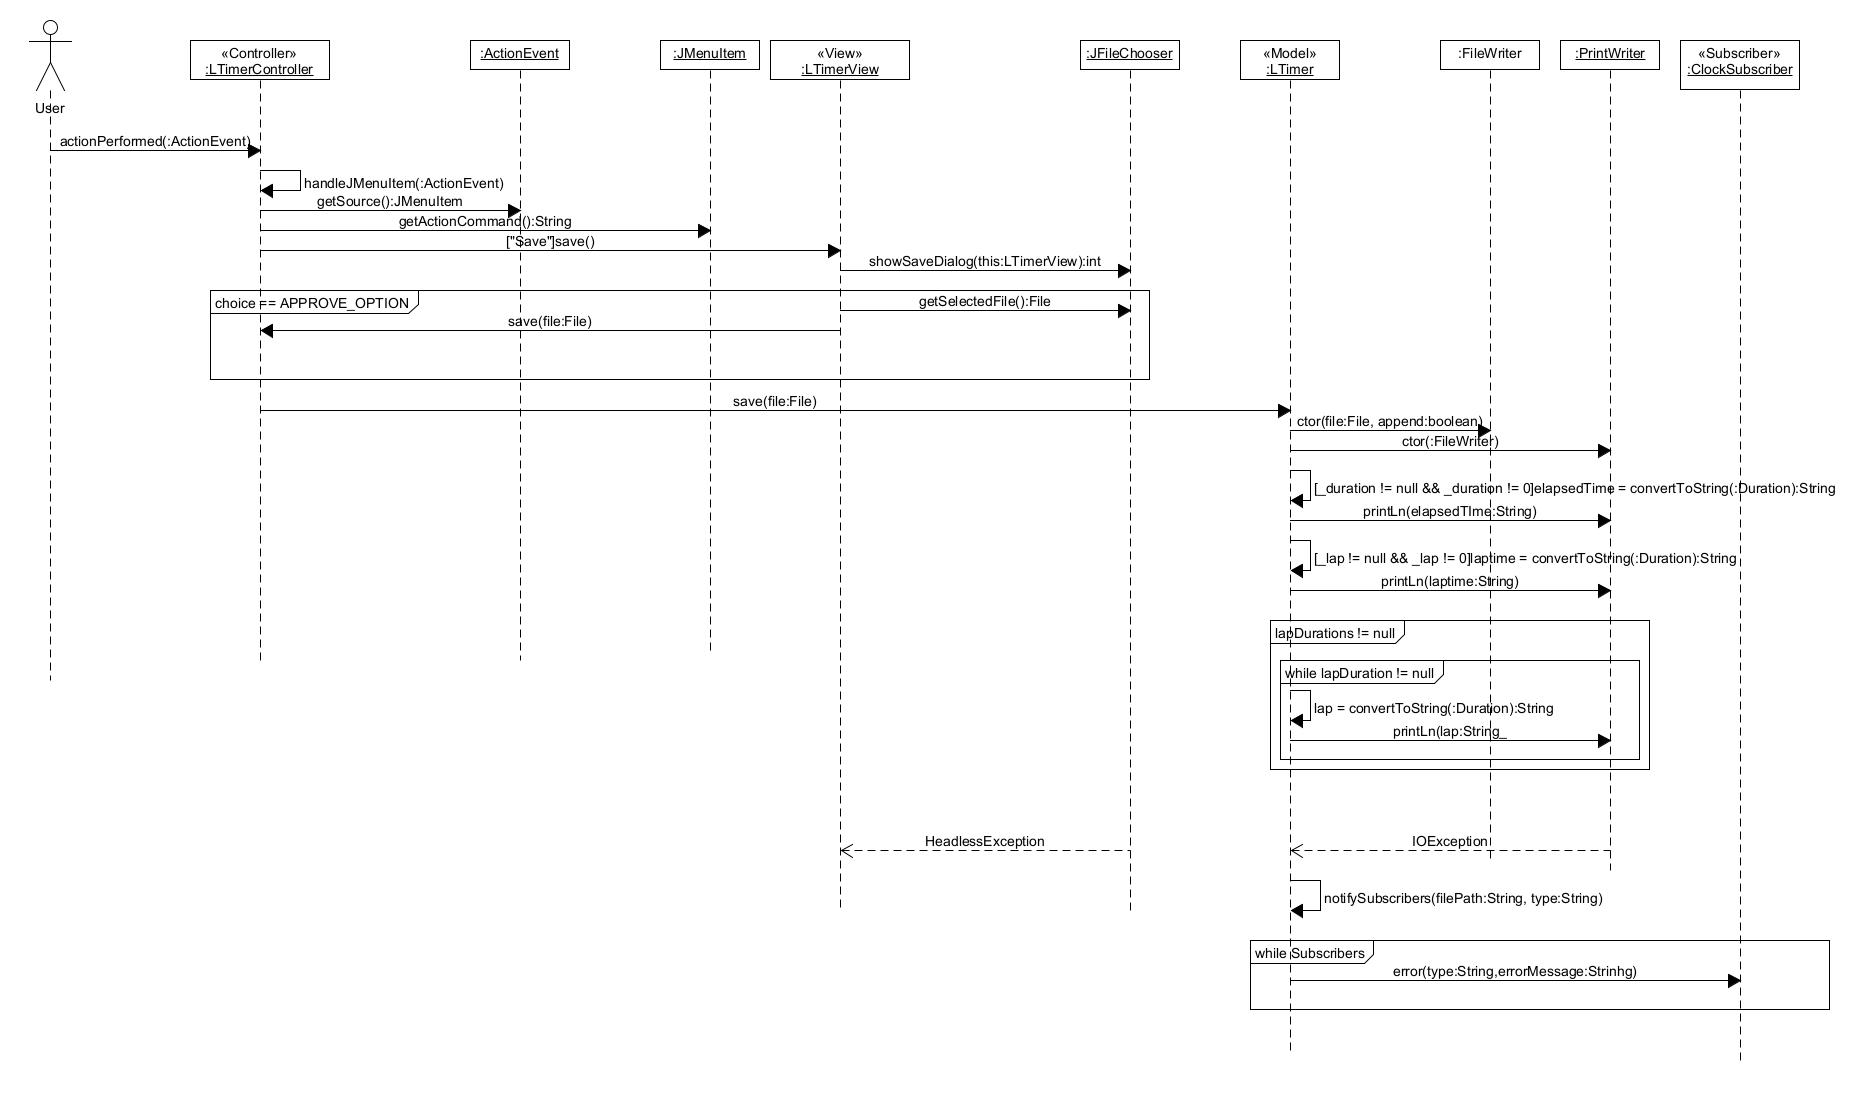 «Controller»
:LTimerController
:ActionEvent
:JMenuItem
«View»
:LTimerView
:JFileChooser
«Model»
:LTimer
:FileWriter
:PrintWriter
«Subscriber»
:ClockSubscriber
User
actionPerformed(:ActionEvent)
handleJMenuItem(:ActionEvent)
getSource():JMenuItem
getActionCommand():String
["Save"]save()
showSaveDialog(this:LTimerView):int
choice == APPROVE_OPTION
getSelectedFile():File
save(file:File)
save(file:File)
ctor(file:File, append:boolean)
ctor(:FileWriter)
[_duration != null && _duration != 0]elapsedTime = convertToString(:Duration):String
printLn(elapsedTIme:String)
[_lap != null && _lap != 0]laptime = convertToString(:Duration):String
printLn(laptime:String)
lapDurations != null
while lapDuration != null
lap = convertToString(:Duration):String
printLn(lap:String_
HeadlessException
IOException
notifySubscribers(filePath:String, type:String)
while Subscribers
error(type:String,errorMessage:Strinhg)